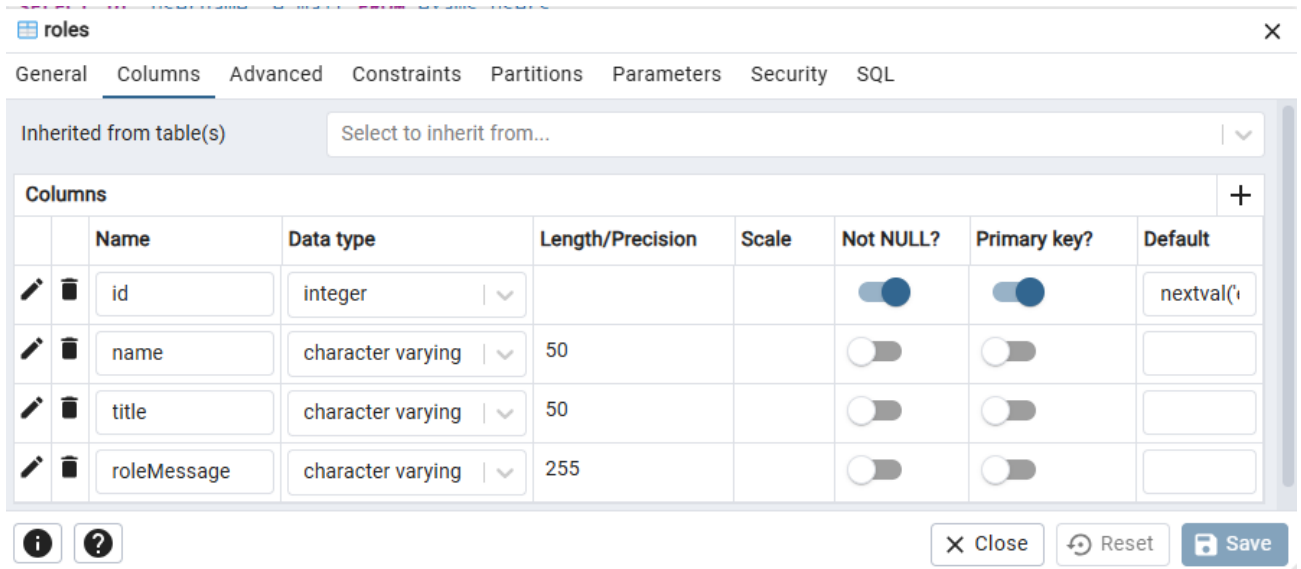 roles
General Columns Advanced Constraints Partitions Parameters Security SQL
Inherited from table(s) Select to inherit from...
Columns
Name Data type Length/Precision Scale Not NULL? Primary key? Default
id integer nextval('
name character varying 50
title character varying 50
roleMessage character varying 255
Close Reset Save